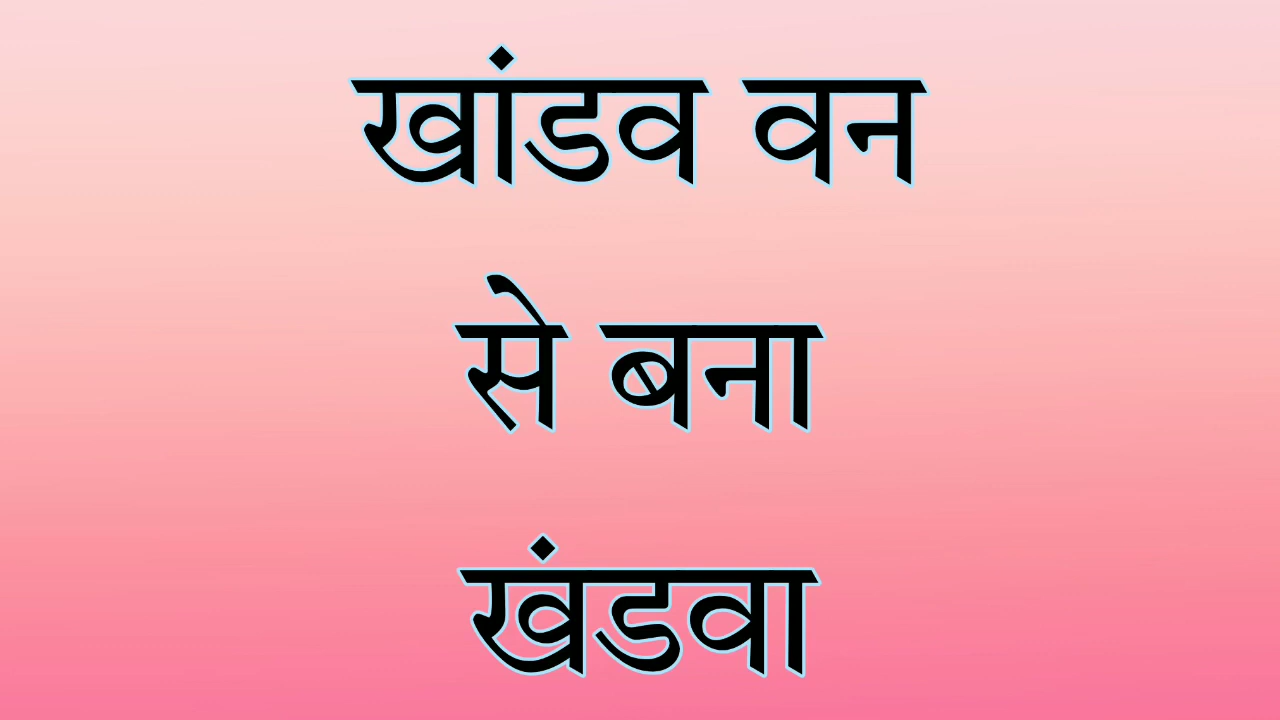 खांडव वन
से बना
खंडवा